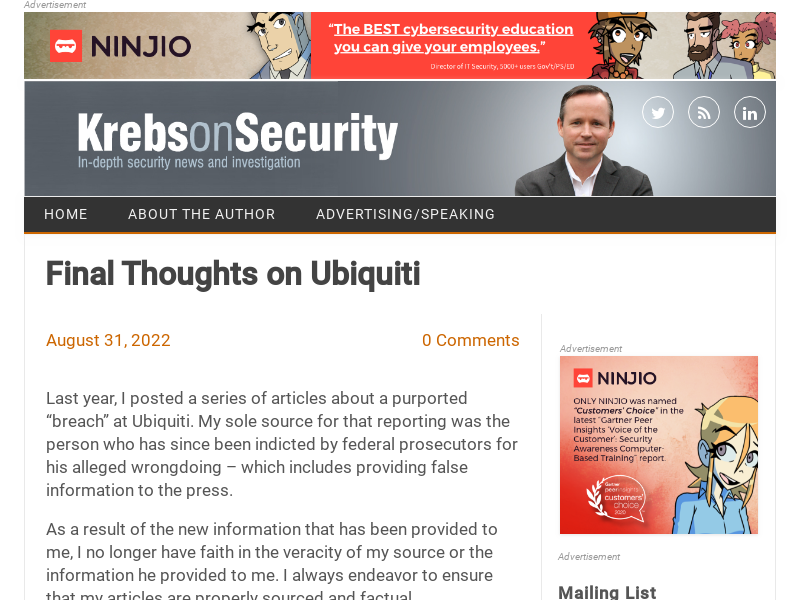 Advertisement
NINJIO
“The BEST cybersecurity education
you can give your employees.”
Director of IT Security, 5000+ users Gov't/PS/ED
KrebsonSecurity
In-depth security news and investigation
HOME ABOUT THE AUTHOR ADVERTISING/SPEAKING
Final Thoughts on Ubiquiti
August 31, 2022 0 Comments
Last year, I posted a series of articles about a purported
“breach” at Ubiquiti. My sole source for that reporting was the
person who has since been indicted by federal prosecutors for
his alleged wrongdoing – which includes providing false
information to the press.
As a result of the new information that has been provided to
me, I no longer have faith in the veracity of my source or the
information he provided to me. I always endeavor to ensure
that my articles are properly sourced and factual.
Advertisement
NINJIO
ONLY NINJIO was named
“Customers’ Choice” in the
latest “Gartner Peer
Insights ‘Voice of the
Customer’: Security
Awareness Computer-
Based Training” report.
Gartner
peerinsights
customers'
choice
2020
Advertisement
Mailing List